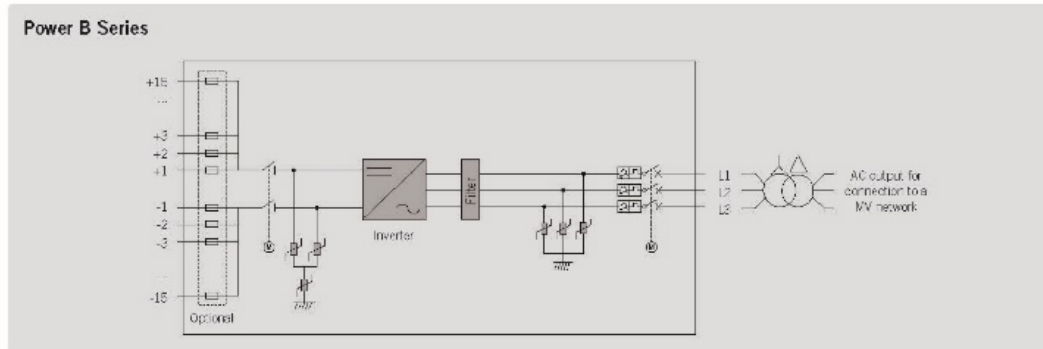 Power B Series
+15
...
+3
+2
+1
-1
-2
-3
...
-15
Optional
M
Inverter
Filter
M
L1
L2
L3
AC output for
connection to a
MV network